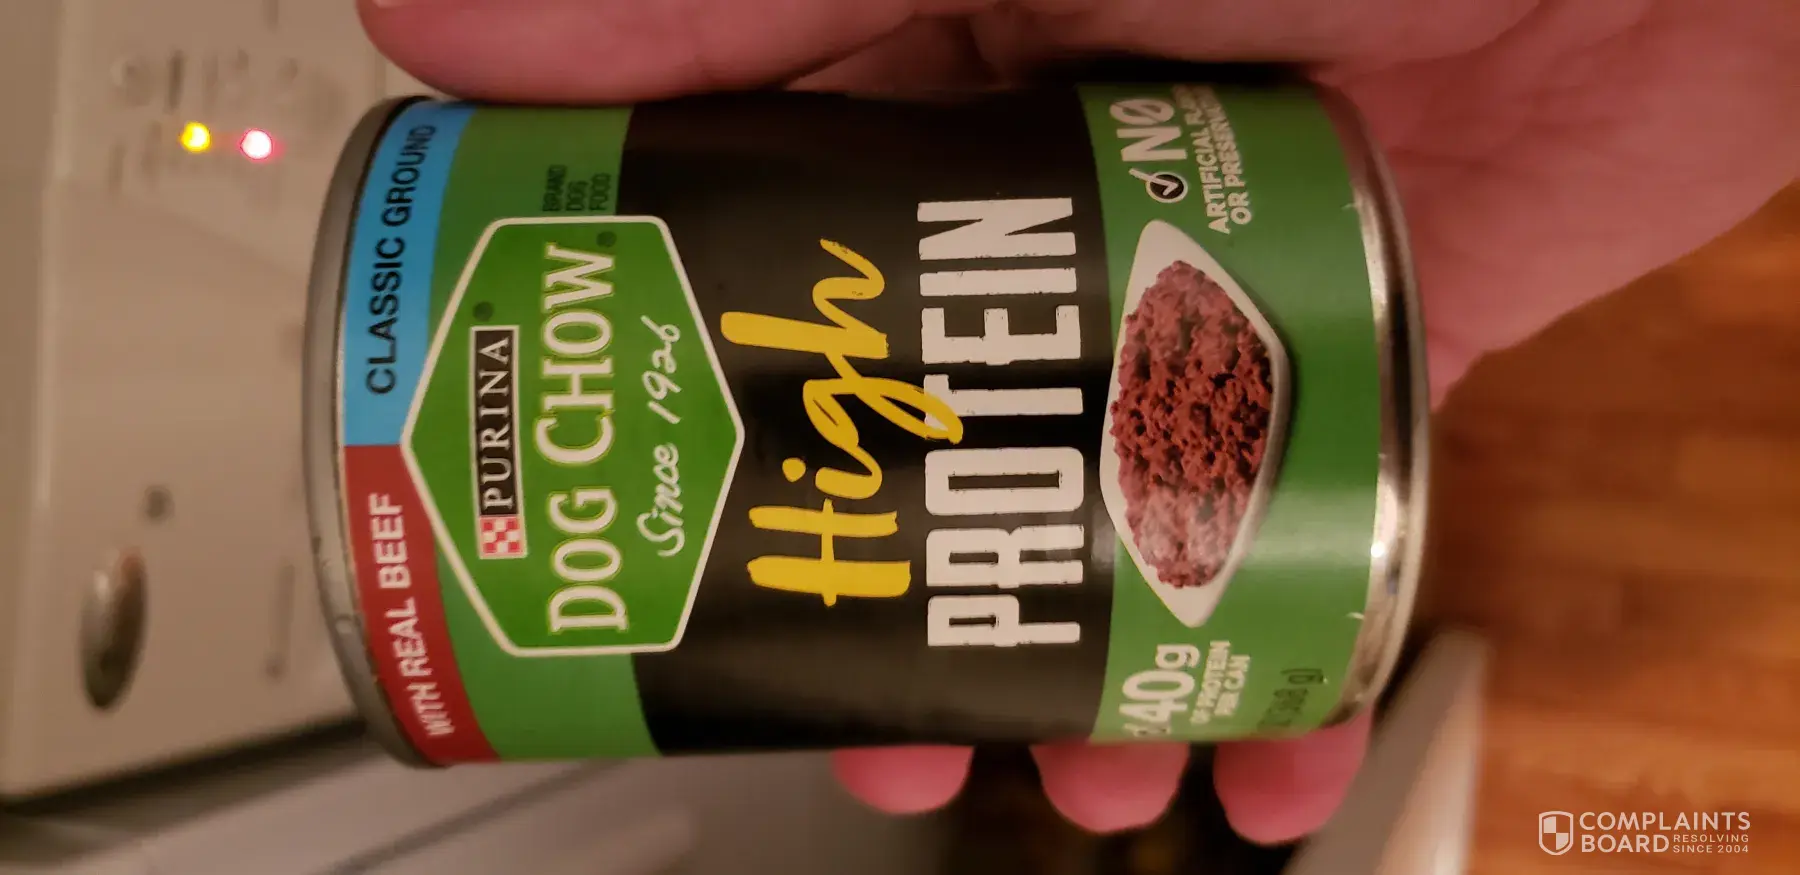 CLASSIC GROUND
WITH REAL BEEF
BRAND
DOG
FOOD
PURINA
DOG CHOW®
Since 1926
High
PROTEIN
NO
ARTIFICIAL
OR
40g
OF PROTEIN
PER CAN
COMPLAINTS
BOARD
RESOLVING
SINCE 2004